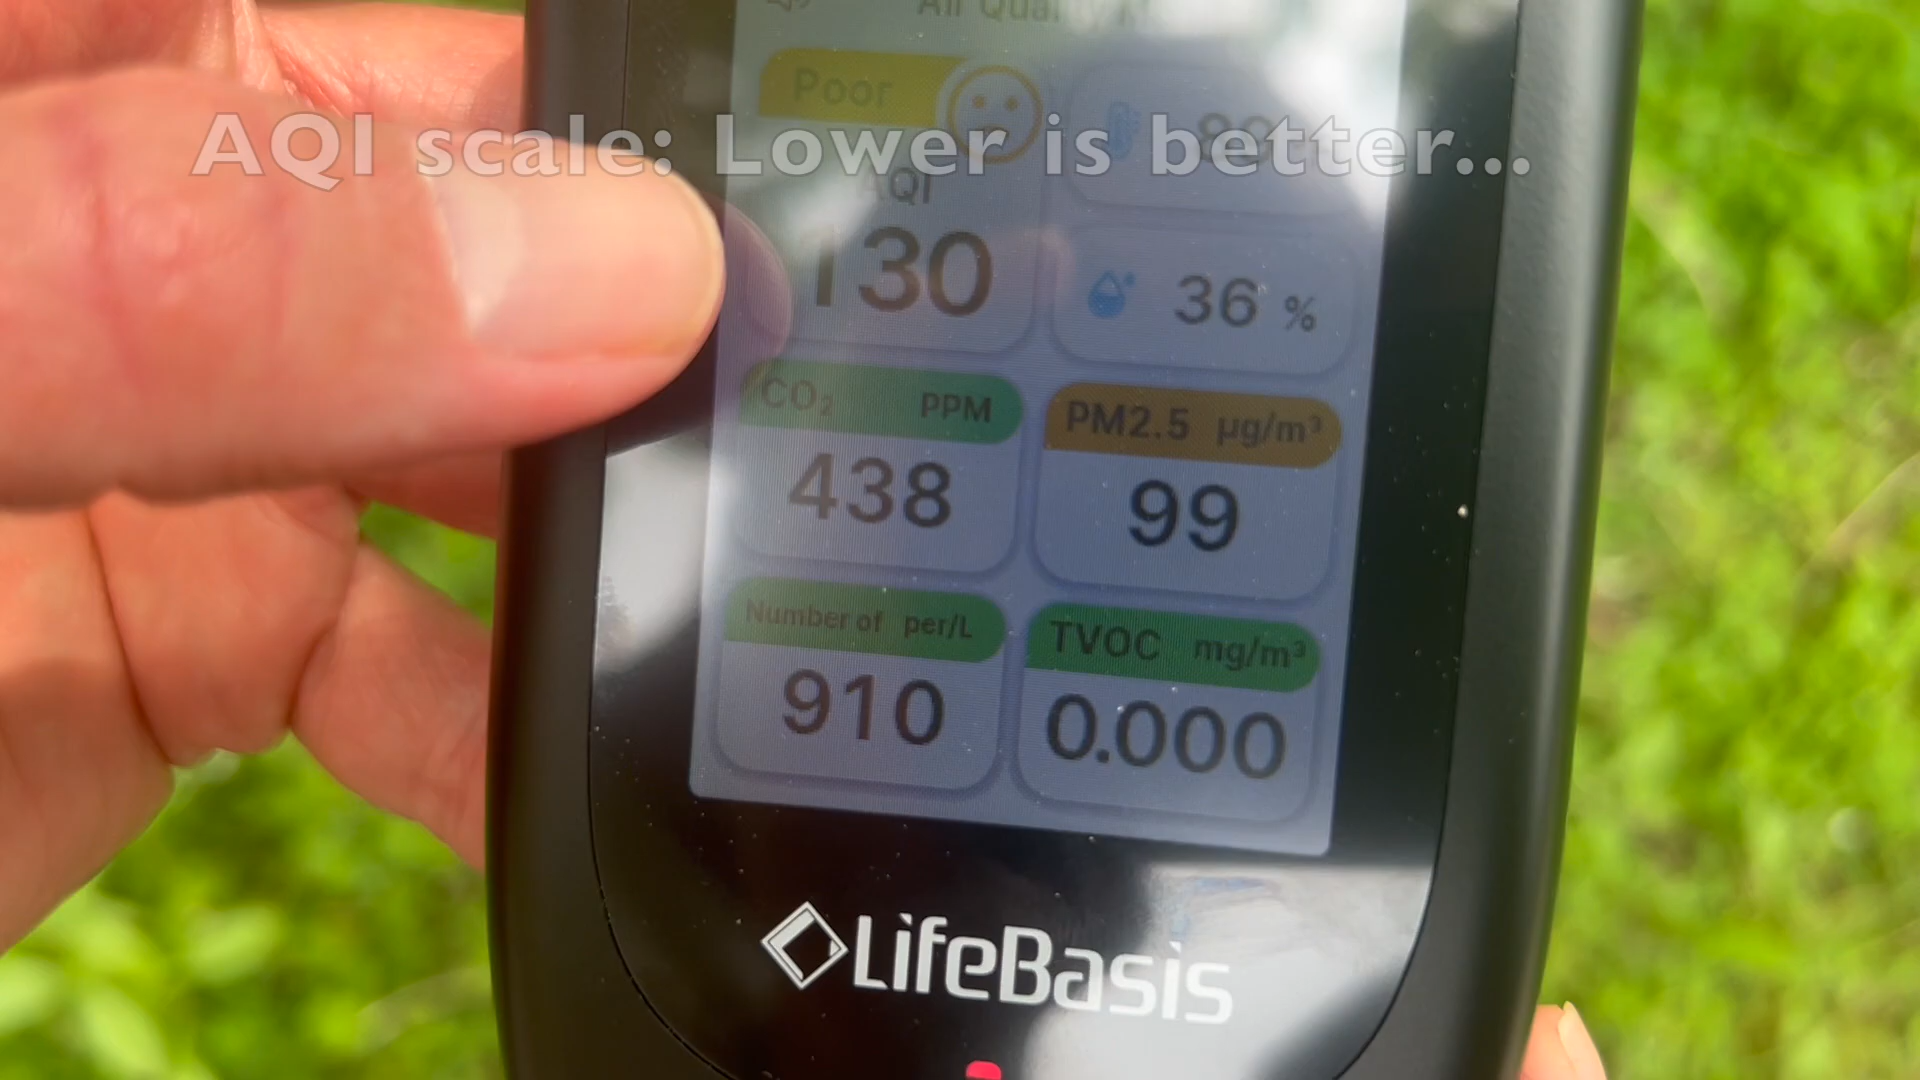 Poor
AQI scale: Lower is better...
AQI
130
36 %
CO₂ PPM
438
PM2.5 µg/m³
99
Number of per/L
910
TVOC mg/m³
0.000
LifeBasis